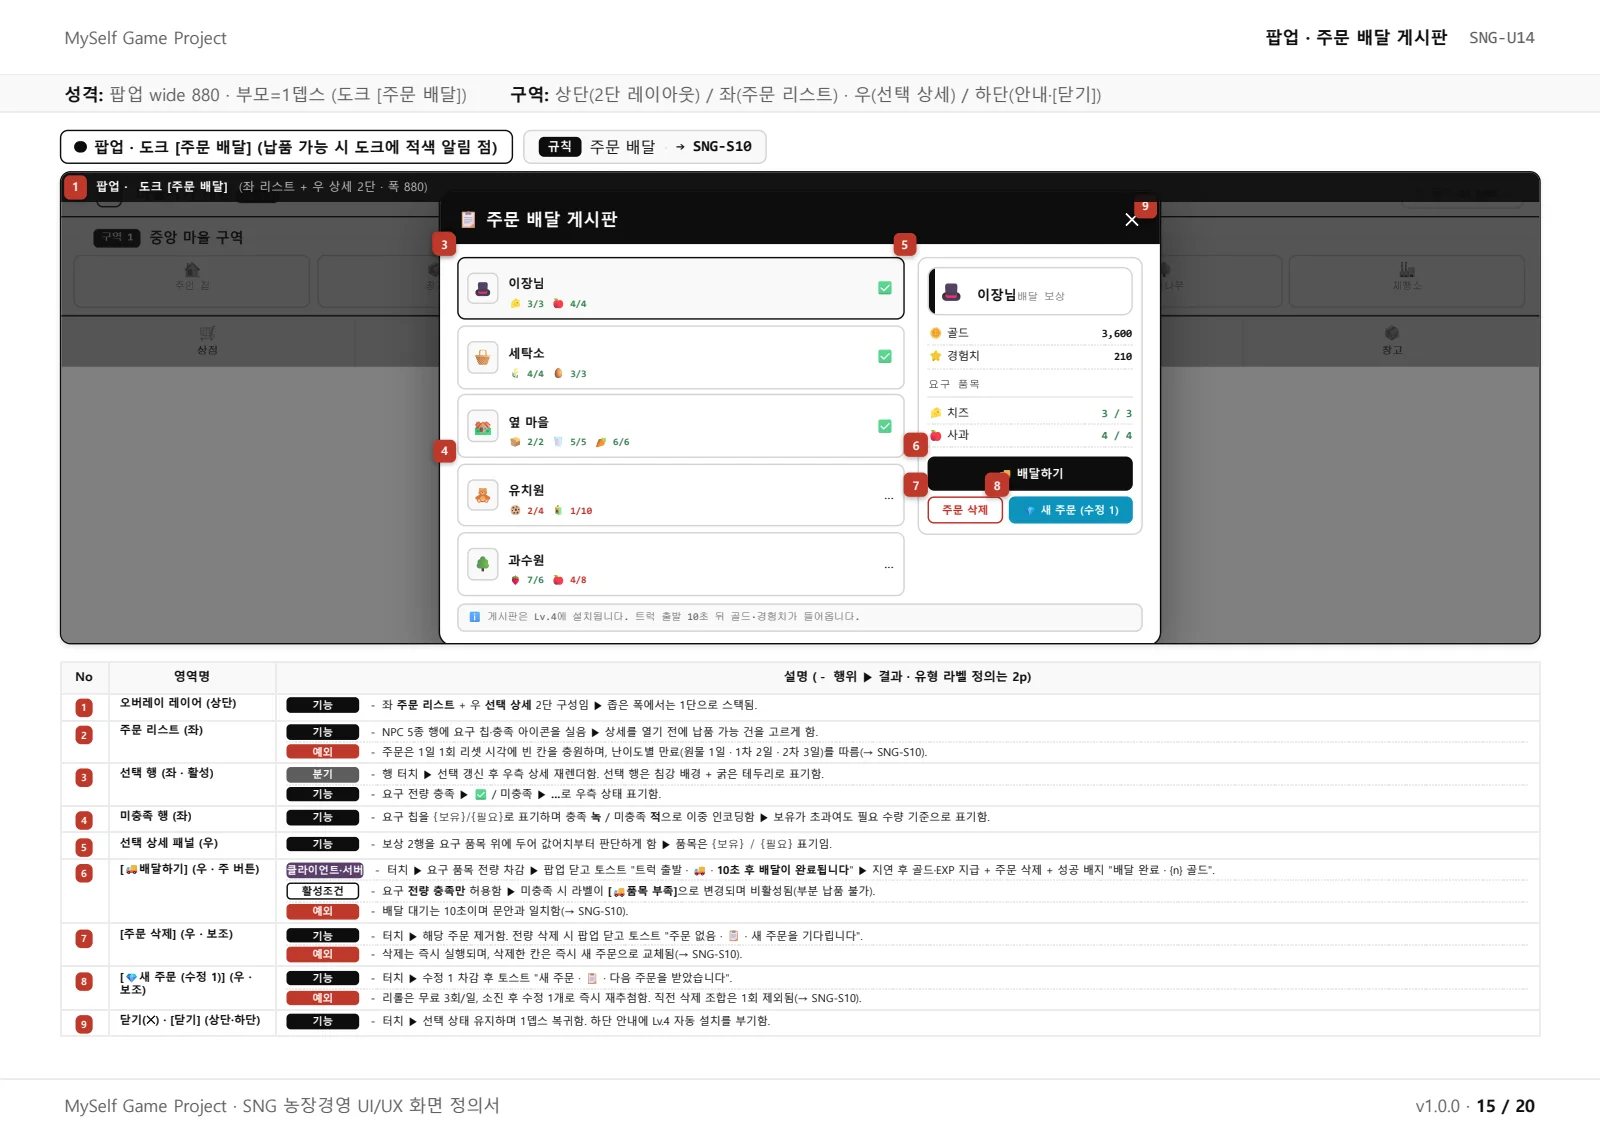 MySelf Game Project
팝업 · 주문 배달 게시판 SNG-U14
성격: 팝업 wide 880 · 부모=1뎁스 (도크 [주문 배달])
구역: 상단(2단 레이아웃) / 좌(주문 리스트) · 우(선택 상세) / 하단(안내·[닫기])
● 팝업 · 도크 [주문 배달] (납품 가능 시 도크에 적색 알림 점)
규칙 주문 배달 · → SNG-S10
1 팝업 · 도크 [주문 배달] (좌 리스트 + 우 상세 2단 · 폭 880)
구역 1 중앙 마을 구역
주민 집
나무
제빵소
상점
창고
📋 주문 배달 게시판
9
3
5
이장님
3/3 4/4
세탁소
4/4 3/3
옆 마을
2/2 5/5 6/6
4
유치원
2/4 1/10
...
과수원
7/6 4/8
...
이장님배달 보상
골드 3,600
경험치 210
요구 품목
치즈 3 / 3
사과 4 / 4
6
배달하기
7
8
주문 삭제
새 주문 (수정 1)
게시판은 Lv.4에 설치됩니다. 트럭 출발 10초 뒤 골드·경험치가 들어옵니다.
No 영역명 설명 ( - 행위 ▶ 결과 · 유형 라벨 정의는 2p)
1 오버레이 레이어 (상단) 기능 - 좌 주문 리스트 + 우 선택 상세 2단 구성임 ▶ 좁은 폭에서는 1단으로 스택됨.
2 주문 리스트 (좌) 기능 - NPC 5종 행에 요구 칩·충족 아이콘을 실음 ▶ 상세를 열기 전에 납품 가능 건을 고르게 함.
예외 - 주문은 1일 1회 리셋 시각에 빈 칸을 충원하며, 난이도별 만료(원물 1일 · 1차 2일 · 2차 3일)를 따름(→ SNG-S10).
3 선택 행 (좌 · 활성) 분기 - 행 터치 ▶ 선택 갱신 후 우측 상세 재렌더함. 선택 행은 침강 배경 + 굵은 테두리로 표기함.
기능 - 요구 전량 충족 ▶ ✅ / 미충족 ▶ …로 우측 상태 표기함.
4 미충족 행 (좌) 기능 - 요구 칩을 {보유}/{필요}로 표기하며 충족 녹 / 미충족 적으로 이중 인코딩함 ▶ 보유가 초과여도 필요 수량 기준으로 표기함.
5 선택 상세 패널 (우) 기능 - 보상 2행을 요구 품목 위에 두어 값어치부터 판단하게 함 ▶ 품목은 {보유} / {필요} 표기임.
6 [🚚배달하기] (우 · 주 버튼) 클라이언트·서버 - 터치 ▶ 요구 품목 전량 차감 ▶ 팝업 닫고 토스트 "트럭 출발 · 🚚 · 10초 후 배달이 완료됩니다" ▶ 지연 후 골드·EXP 지급 + 주문 삭제 + 성공 배지 "배달 완료 · {n} 골드".
활성조건 - 요구 전량 충족만 허용함 ▶ 미충족 시 라벨이 [🚚품목 부족]으로 변경되며 비활성됨(부분 납품 불가).
예외 - 배달 대기는 10초이며 문안과 일치함(→ SNG-S10).
7 [주문 삭제] (우 · 보조) 기능 - 터치 ▶ 해당 주문 제거함. 전량 삭제 시 팝업 닫고 토스트 "주문 없음 · 📋 · 새 주문을 기다립니다".
예외 - 삭제는 즉시 실행되며, 삭제한 칸은 즉시 새 주문으로 교체됨(→ SNG-S10).
8 [💎새 주문 (수정 1)] (우 · 보조) 기능 - 터치 ▶ 수정 1 차감 후 토스트 "새 주문 · 📋 · 다음 주문을 받았습니다".
예외 - 리롤은 무료 3회/일, 소진 후 수정 1개로 즉시 재추첨함. 직전 삭제 조합은 1회 제외됨(→ SNG-S10).
9 닫기(✕) · [닫기] (상단·하단) 기능 - 터치 ▶ 선택 상태 유지하며 1뎁스 복귀함. 하단 안내에 Lv.4 자동 설치를 부기함.
MySelf Game Project · SNG 농장경영 UI/UX 화면 정의서
v1.0.0 · 15 / 20